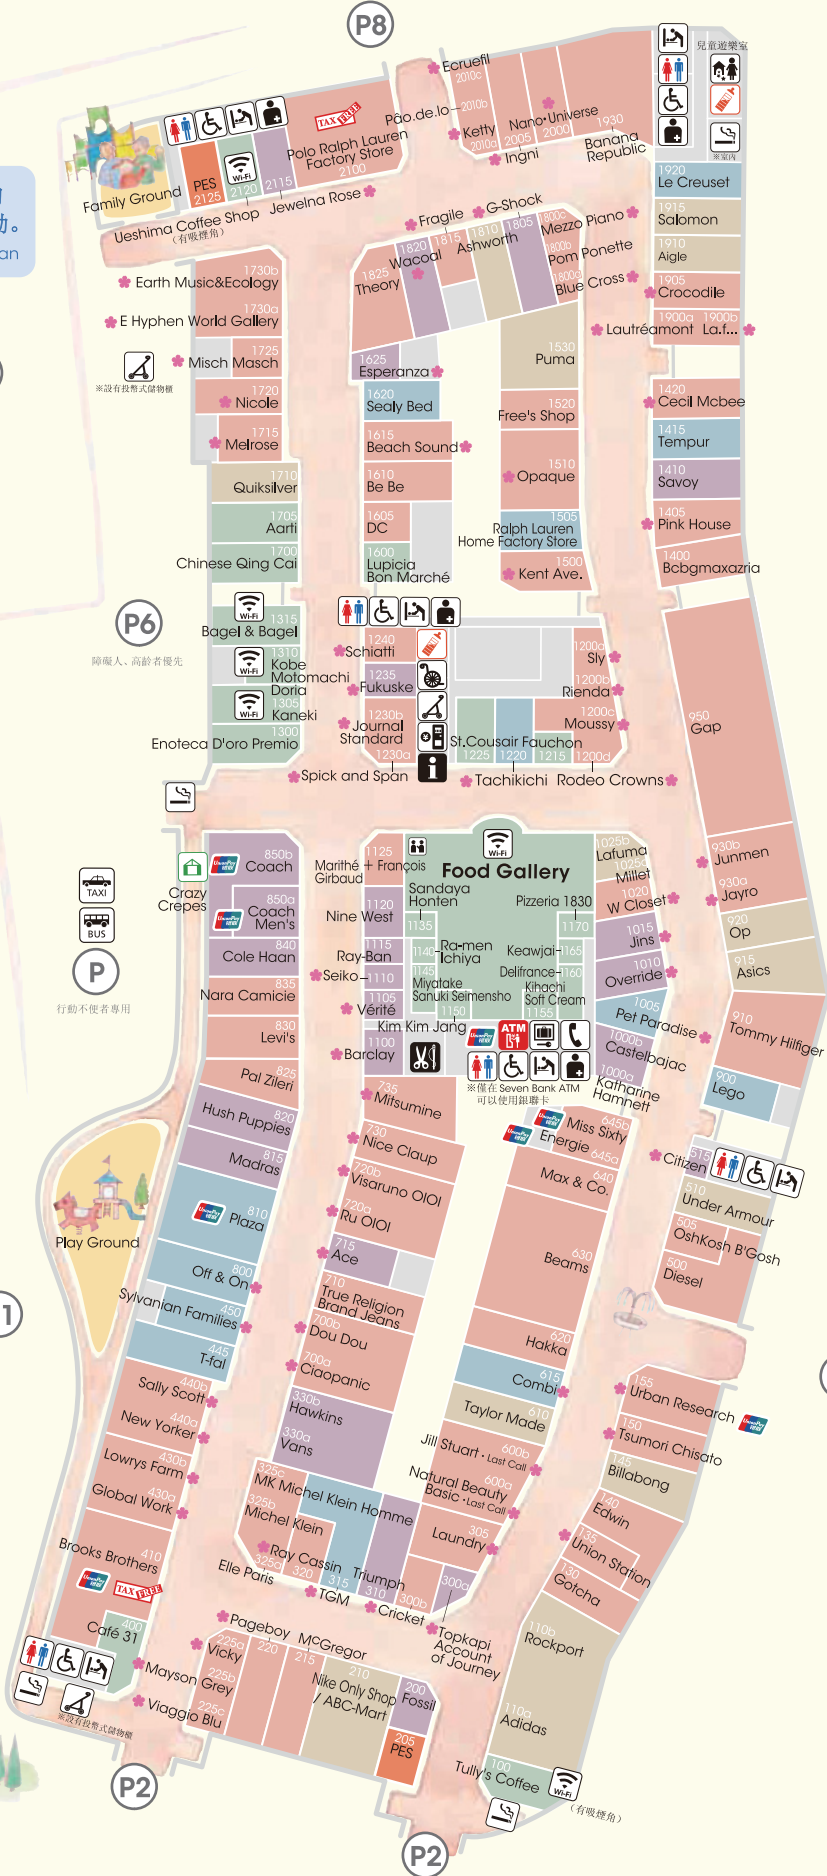 P8
Ecruefil
2010c
Pâo.de.lo
2010b
Ketty
2010a
Ingni
2005
Nano•Universe
2000
1930
Banana
Republic
兒童遊樂室
※室內
TAX FREE
Polo Ralph Lauren
Factory Store
2100
Family Ground
PES
2125
Wi-Fi
2120
2115
Ueshima Coffee Shop
(有吸煙角)
Jewelna Rose
1920
Le Creuset
1915
Salomon
1910
Aigle
1905
Crocodile
1900a
1900b
Lautréamont
La.f...
Fragile
G-Shock
1825
Theory
1820
Wacoal
1815
1810
Ashworth
1805
1800c
Mezzo Piano
1800b
Pom Ponette
1800a
Blue Cross
1730b
Earth Music&Ecology
1730a
E Hyphen World Gallery
1725
Misch Masch
※設有投幣式儲物櫃
1720
Nicole
1715
Melrose
1710
Quiksilver
1705
Aarti
1700
Chinese Qing Cai
1625
Esperanza
1620
Sealy Bed
1615
Beach Sound
1610
Be Be
1605
DC
1600
Lupicia
Bon Marché
1530
Puma
1520
Free's Shop
1510
Opaque
1505
Ralph Lauren
Home Factory Store
1500
Kent Ave.
1420
Cecil Mcbee
1415
Tempur
1410
Savoy
1405
Pink House
1400
Bcbgmaxazria
P6
障礙人、高齡者優先
Wi-Fi
1315
Bagel & Bagel
Wi-Fi
1310
Kobe
Motomachi
Doria
Wi-Fi
1305
Kaneki
1300
Enoteca D'oro Premio
1240
Schiatti
1235
Fukuske
1230b
Journal
Standard
1230a
Spick and Span
St.Cousair
1225
1220
Tachikichi
Fauchon
1215
1200a
Sly
1200b
Rienda
1200c
Moussy
1200d
Rodeo Crowns
950
Gap
930b
Junmen
930a
Jayro
920
Op
915
Asics
910
Tommy Hilfiger
900
Lego
TAXI
BUS
P
行動不便者專用
Crazy
Crepes
850b
Coach
850a
Coach
Men's
840
Cole Haan
835
Nara Camicie
830
Levi's
825
Pal Zileri
820
Hush Puppies
815
Madras
810
Plaza
800
Off & On
450
Sylvanian Families
445
T-fal
1125
Marithé + François
Girbaud
1120
Nine West
1115
Ray-Ban
Seiko
1110
1105
Vérité
1100
Barclay
Wi-Fi
Food Gallery
Sandaya
Honten
1135
Pizzeria 1830
1170
1140
Ra-men
Ichiya
Keawjai
1165
1145
Miyatake
Sanuki Seimensho
Delifrance
1160
Kihachi
Soft Cream
1155
1150
Kim Kim Jang
UnionPay
銀聯
ATM
※僅在 Seven Bank ATM
可以使用銀聯卡
1025b
Lafuma
1025a
Millet
1020
W Closet
1015
Jins
1010
Override
1005
Pet Paradise
1000b
Castelbajac
1000a
Katharine
Hamnett
Play Ground
735
Mitsumine
730
Nice Claup
720b
Visaruno OIOI
720a
Ru OIOI
715
Ace
710
True Religion
Brand Jeans
700b
Dou Dou
700a
Ciaopanic
330b
Hawkins
330a
Vans
645b
Miss Sixty
Energie
645a
640
Max & Co.
630
Beams
620
Hakka
615
Combi
610
Taylor Made
600b
Jill Stuart • Last Call
600a
Natural Beauty
Basic • Last Call
305
Laundry
515
Citizen
510
Under Armour
505
OshKosh B'Gosh
500
Diesel
155
Urban Research
150
Tsumori Chisato
145
Billabong
140
Edwin
135
Union Station
130
Gotcha
110b
Rockport
110a
Adidas
100
Tully's Coffee
Wi-Fi
(有吸煙角)
440b
Sally Scott
440a
New Yorker
430b
Lowrys Farm
430a
Global Work
410
Brooks Brothers
TAX FREE
400
Café 31
※設有投幣式儲物櫃
325c
MK Michel Klein Homme
325b
Michel Klein
Ray Cassin
325a
Elle Paris
320
TGM
315
Triumph
310
Cricket
300b
300a
Topkapi
Account
of Journey
Pageboy
McGregor
225a
Vicky
225b
Mayson Grey
225c
Viaggio Blu
220
215
210
Nike Only Shop
/ ABC-Mart
200
Fossil
205
PES
P2
P2